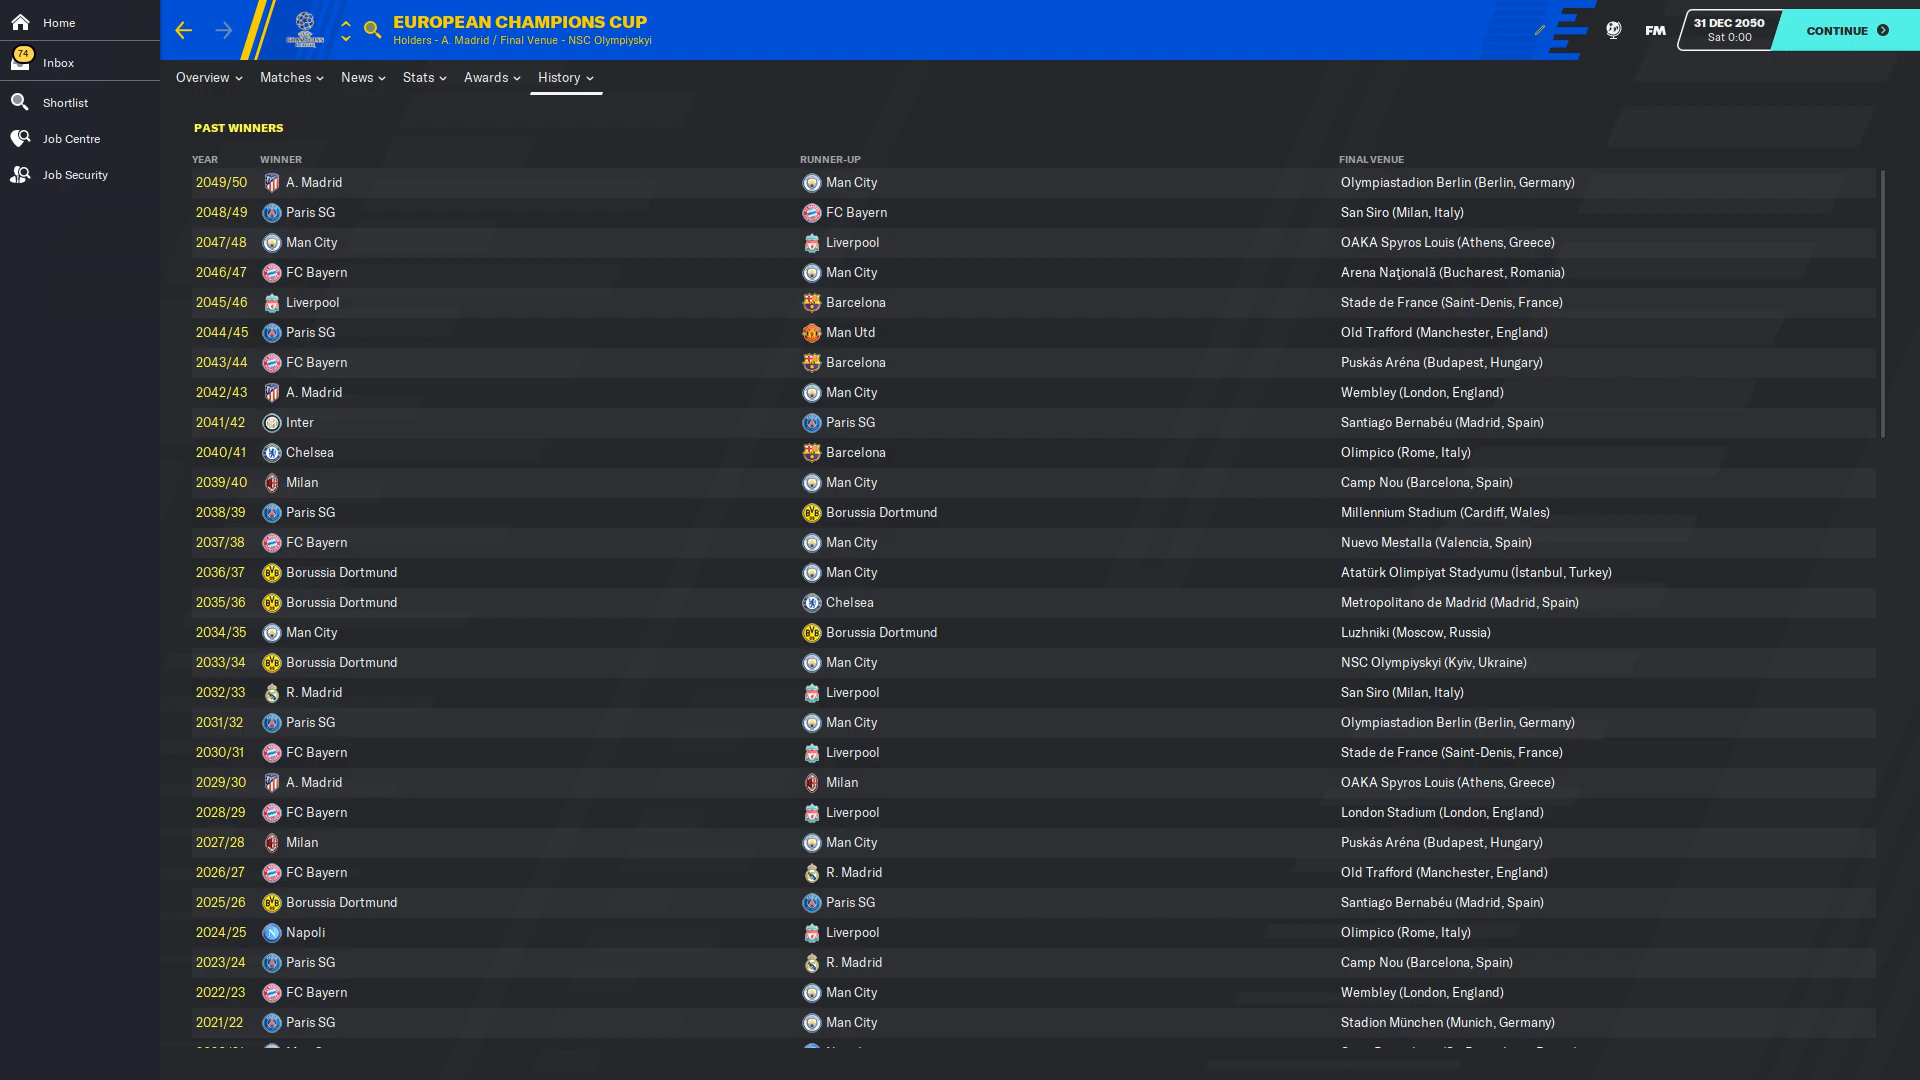 Home
74
Inbox
Shortlist
Job Centre
Job Security
EUROPEAN CHAMPIONS CUP
Holders - A. Madrid / Final Venue - NSC Olympiyskyi
FM
31 DEC 2050
Sat 0:00
CONTINUE
Overview Matches News Stats Awards History
PAST WINNERS
YEAR WINNER RUNNER-UP FINAL VENUE
2049/50 A. Madrid Man City Olympiastadion Berlin (Berlin, Germany)
2048/49 Paris SG FC Bayern San Siro (Milan, Italy)
2047/48 Man City Liverpool OAKA Spyros Louis (Athens, Greece)
2046/47 FC Bayern Man City Arena Națională (Bucharest, Romania)
2045/46 Liverpool Barcelona Stade de France (Saint-Denis, France)
2044/45 Paris SG Man Utd Old Trafford (Manchester, England)
2043/44 FC Bayern Barcelona Puskás Aréna (Budapest, Hungary)
2042/43 A. Madrid Man City Wembley (London, England)
2041/42 Inter Paris SG Santiago Bernabéu (Madrid, Spain)
2040/41 Chelsea Barcelona Olimpico (Rome, Italy)
2039/40 Milan Man City Camp Nou (Barcelona, Spain)
2038/39 Paris SG Borussia Dortmund Millennium Stadium (Cardiff, Wales)
2037/38 FC Bayern Man City Nuevo Mestalla (Valencia, Spain)
2036/37 Borussia Dortmund Man City Atatürk Olimpiyat Stadyumu (İstanbul, Turkey)
2035/36 Borussia Dortmund Chelsea Metropolitano de Madrid (Madrid, Spain)
2034/35 Man City Borussia Dortmund Luzhniki (Moscow, Russia)
2033/34 Borussia Dortmund Man City NSC Olympiyskyi (Kyiv, Ukraine)
2032/33 R. Madrid Liverpool San Siro (Milan, Italy)
2031/32 Paris SG Man City Olympiastadion Berlin (Berlin, Germany)
2030/31 FC Bayern Liverpool Stade de France (Saint-Denis, France)
2029/30 A. Madrid Milan OAKA Spyros Louis (Athens, Greece)
2028/29 FC Bayern Liverpool London Stadium (London, England)
2027/28 Milan Man City Puskás Aréna (Budapest, Hungary)
2026/27 FC Bayern R. Madrid Old Trafford (Manchester, England)
2025/26 Borussia Dortmund Paris SG Santiago Bernabéu (Madrid, Spain)
2024/25 Napoli Liverpool Olimpico (Rome, Italy)
2023/24 Paris SG R. Madrid Camp Nou (Barcelona, Spain)
2022/23 FC Bayern Man City Wembley (London, England)
2021/22 Paris SG Man City Stadion München (Munich, Germany)